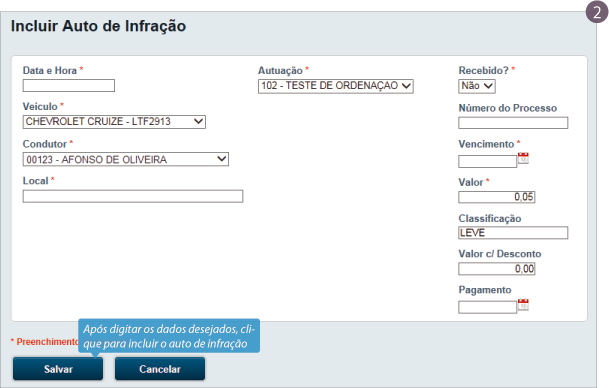 2
Incluir Auto de Infração
Data e Hora *
Autuação *
Recebido? *
102 - TESTE DE ORDENAÇAO
Não
Veículo *
Número do Processo
CHEVROLET CRUIZE - LTF2913
Condutor *
Vencimento *
00123 - AFONSO DE OLIVEIRA
Local *
Valor *
0,05
Classificação
LEVE
Valor c/ Desconto
0,00
Pagamento
* Preenchimento
Após digitar os dados desejados, cli-
que para incluir o auto de infração
Salvar
Cancelar